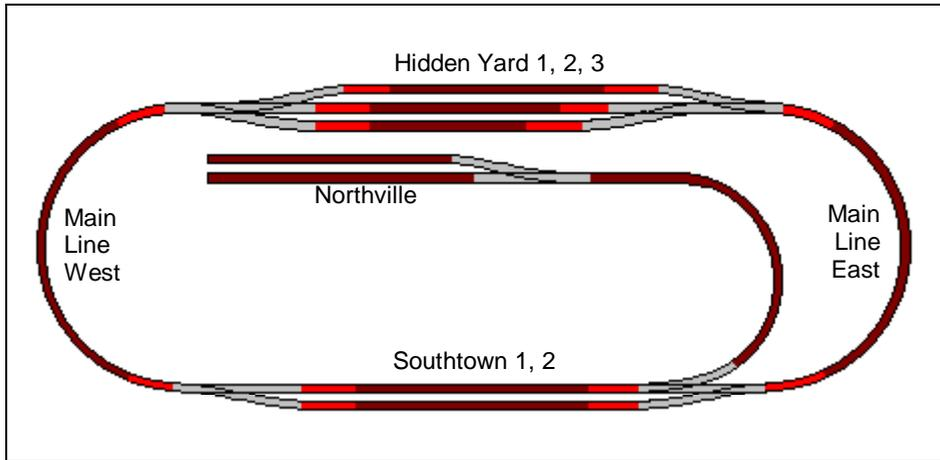 Hidden Yard 1, 2, 3
Northville
Main
Line
West
Main
Line
East
Southtown 1, 2